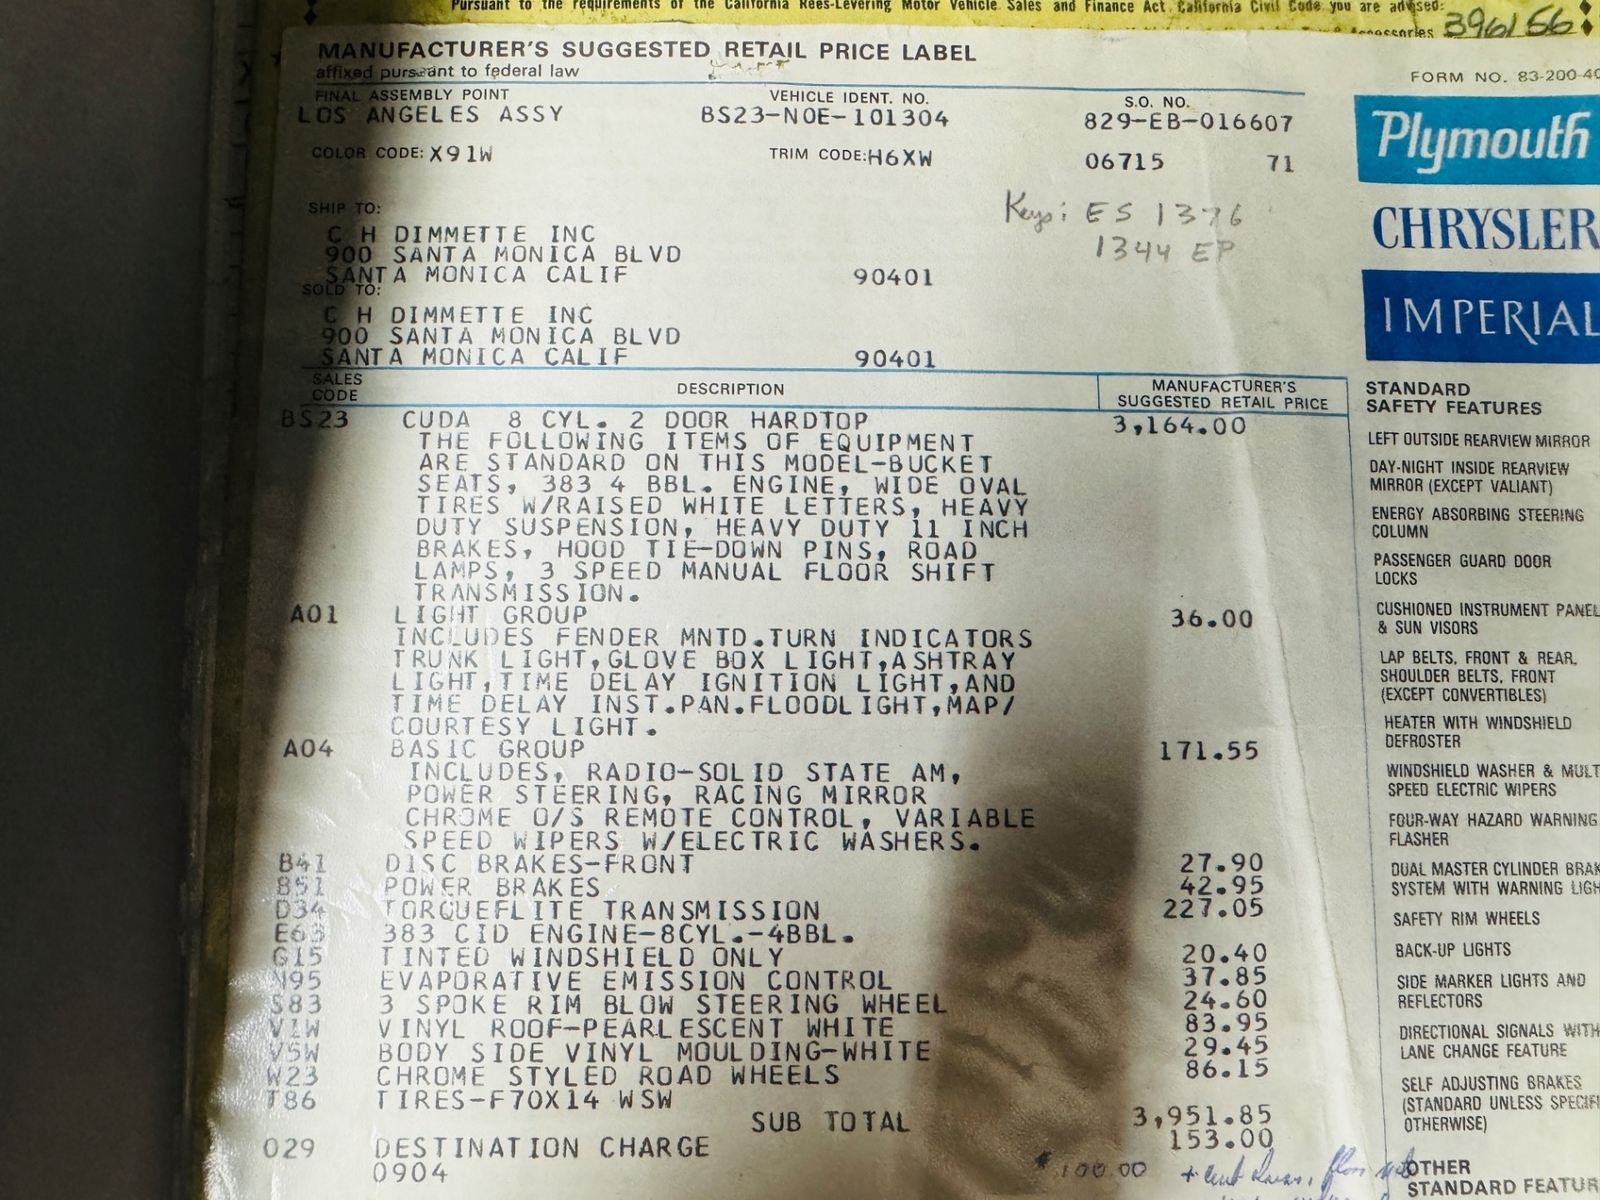 Pursuant to the requirements of the California Rees-Levering Motor Vehicle Sales and Finance Act California Civil Code you are advised:
Accessories 396156
MANUFACTURER'S SUGGESTED RETAIL PRICE LABEL
affixed pursuant to federal law
FORM NO. 83-200-40
FINAL ASSEMBLY POINT VEHICLE IDENT. NO. S.O. NO.
LOS ANGELES ASSY BS23-N0E-101304 829-EB-016607
COLOR CODE: X91W TRIM CODE: H6XW 06715 71
Keys: ES 1376
1344 EP
SHIP TO:
C H DIMMETTE INC
900 SANTA MONICA BLVD
SANTA MONICA CALIF 90401
SOLD TO:
C H DIMMETTE INC
900 SANTA MONICA BLVD
SANTA MONICA CALIF 90401
SALES CODE DESCRIPTION MANUFACTURER'S SUGGESTED RETAIL PRICE
BS23 CUDA 8 CYL. 2 DOOR HARDTOP 3,164.00
THE FOLLOWING ITEMS OF EQUIPMENT
ARE STANDARD ON THIS MODEL-BUCKET
SEATS, 383 4 BBL. ENGINE, WIDE OVAL
TIRES W/RAISED WHITE LETTERS, HEAVY
DUTY SUSPENSION, HEAVY DUTY 11 INCH
BRAKES, HOOD TIE-DOWN PINS, ROAD
LAMPS, 3 SPEED MANUAL FLOOR SHIFT
TRANSMISSION.
A01 LIGHT GROUP 36.00
INCLUDES FENDER MNTD.TURN INDICATORS
TRUNK LIGHT,GLOVE BOX LIGHT,ASHTRAY
LIGHT,TIME DELAY IGNITION LIGHT,AND
TIME DELAY INST.PAN.FLOODLIGHT,MAP/
COURTESY LIGHT.
A04 BASIC GROUP 171.55
INCLUDES, RADIO-SOLID STATE AM,
POWER STEERING, RACING MIRROR
CHROME O/S REMOTE CONTROL, VARIABLE
SPEED WIPERS W/ELECTRIC WASHERS.
B41 DISC BRAKES-FRONT 27.90
B51 POWER BRAKES 42.95
D34 TORQUEFLITE TRANSMISSION 227.05
E63 383 CID ENGINE-8CYL.-4BBL.
G15 TINTED WINDSHIELD ONLY 20.40
N95 EVAPORATIVE EMISSION CONTROL 37.85
S83 3 SPOKE RIM BLOW STEERING WHEEL 24.60
V1W VINYL ROOF-PEARLESCENT WHITE 83.95
V5W BODY SIDE VINYL MOULDING-WHITE 29.45
W23 CHROME STYLED ROAD WHEELS 86.15
T86 TIRES-F70X14 WSW
SUB TOTAL 3,951.85
029 DESTINATION CHARGE 153.00
0904
$100.00
Plymouth
CHRYSLER
IMPERIAL
STANDARD
SAFETY FEATURES
LEFT OUTSIDE REARVIEW MIRROR
DAY-NIGHT INSIDE REARVIEW
MIRROR (EXCEPT VALIANT)
ENERGY ABSORBING STEERING
COLUMN
PASSENGER GUARD DOOR
LOCKS
CUSHIONED INSTRUMENT PANEL
& SUN VISORS
LAP BELTS, FRONT & REAR,
SHOULDER BELTS, FRONT
(EXCEPT CONVERTIBLES)
HEATER WITH WINDSHIELD
DEFROSTER
WINDSHIELD WASHER & MULT
SPEED ELECTRIC WIPERS
FOUR-WAY HAZARD WARNING
FLASHER
DUAL MASTER CYLINDER BRAK
SYSTEM WITH WARNING LIGH
SAFETY RIM WHEELS
BACK-UP LIGHTS
SIDE MARKER LIGHTS AND
REFLECTORS
DIRECTIONAL SIGNALS WITH
LANE CHANGE FEATURE
SELF ADJUSTING BRAKES
(STANDARD UNLESS SPECIFI
OTHERWISE)
OTHER
STANDARD FEATUR